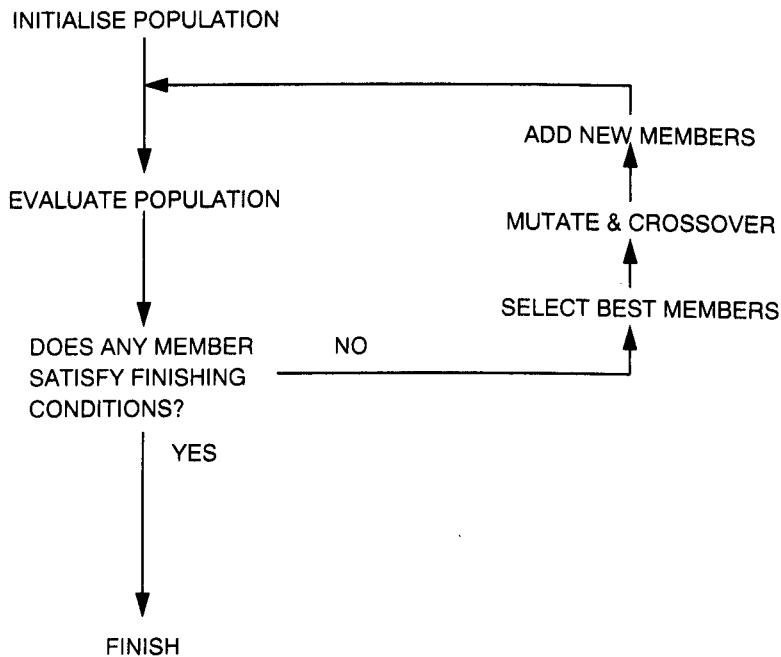 INITIALISE POPULATION
ADD NEW MEMBERS
EVALUATE POPULATION
MUTATE & CROSSOVER
SELECT BEST MEMBERS
DOES ANY MEMBER
SATISFY FINISHING
CONDITIONS?
NO
YES
FINISH